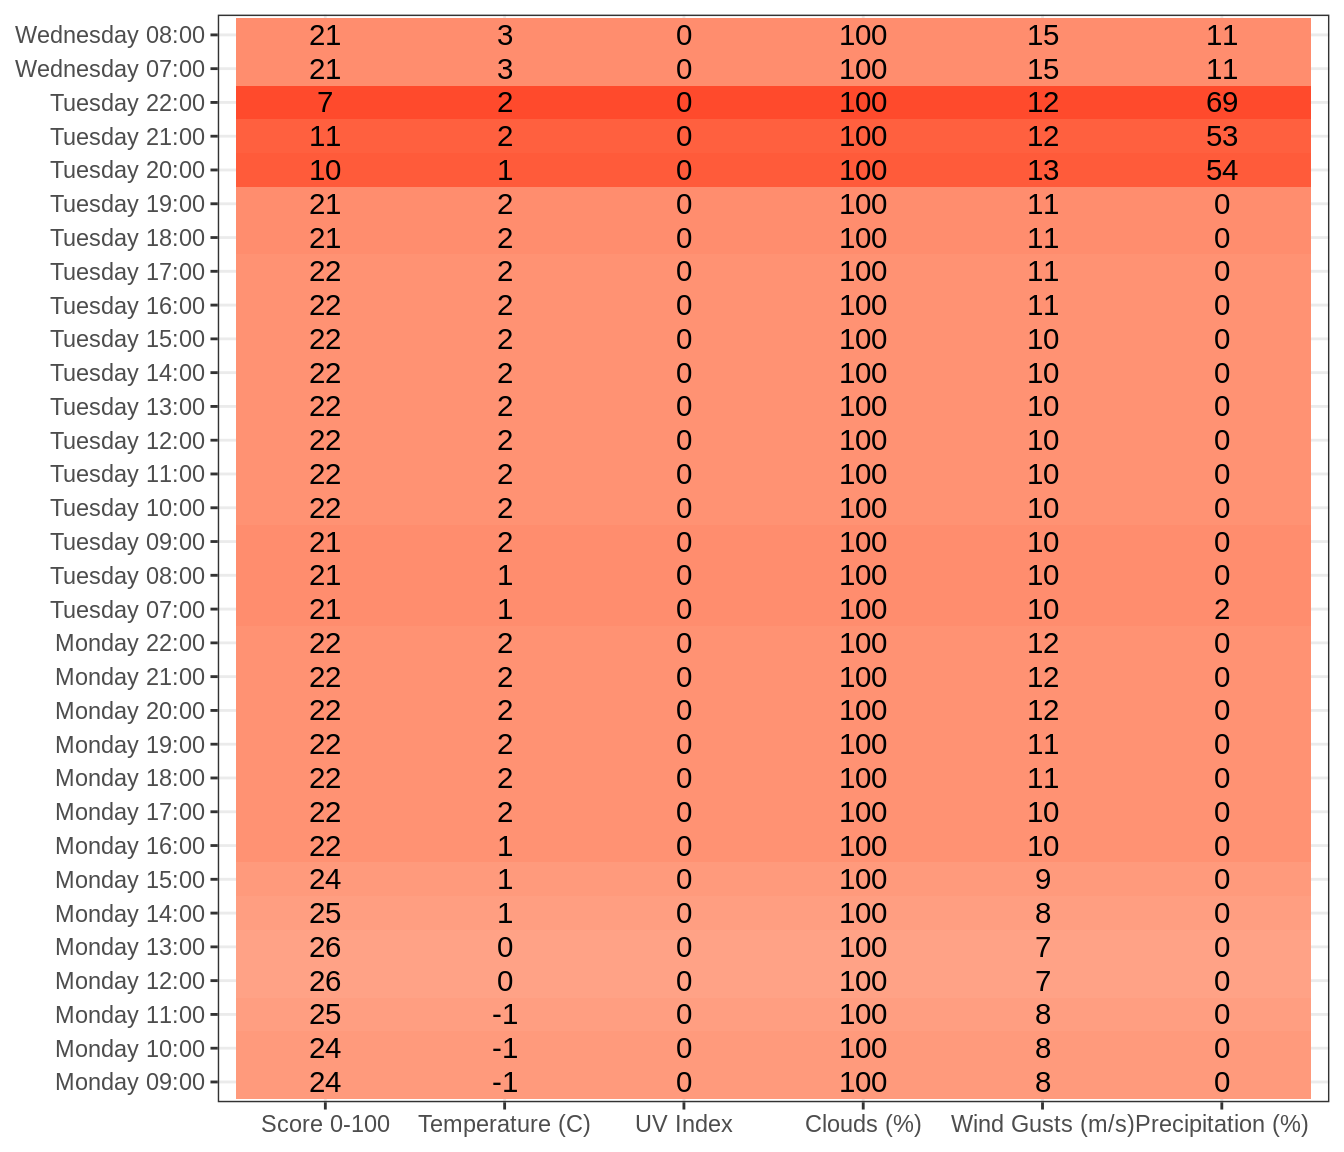 Wednesday 08:00 21 3 0 100 15 11
Wednesday 07:00 21 3 0 100 15 11
Tuesday 22:00 7 2 0 100 12 69
Tuesday 21:00 11 2 0 100 12 53
Tuesday 20:00 10 1 0 100 13 54
Tuesday 19:00 21 2 0 100 11 0
Tuesday 18:00 21 2 0 100 11 0
Tuesday 17:00 22 2 0 100 11 0
Tuesday 16:00 22 2 0 100 11 0
Tuesday 15:00 22 2 0 100 10 0
Tuesday 14:00 22 2 0 100 10 0
Tuesday 13:00 22 2 0 100 10 0
Tuesday 12:00 22 2 0 100 10 0
Tuesday 11:00 22 2 0 100 10 0
Tuesday 10:00 22 2 0 100 10 0
Tuesday 09:00 21 2 0 100 10 0
Tuesday 08:00 21 1 0 100 10 0
Tuesday 07:00 21 1 0 100 10 2
Monday 22:00 22 2 0 100 12 0
Monday 21:00 22 2 0 100 12 0
Monday 20:00 22 2 0 100 12 0
Monday 19:00 22 2 0 100 11 0
Monday 18:00 22 2 0 100 11 0
Monday 17:00 22 2 0 100 10 0
Monday 16:00 22 1 0 100 10 0
Monday 15:00 24 1 0 100 9 0
Monday 14:00 25 1 0 100 8 0
Monday 13:00 26 0 0 100 7 0
Monday 12:00 26 0 0 100 7 0
Monday 11:00 25 -1 0 100 8 0
Monday 10:00 24 -1 0 100 8 0
Monday 09:00 24 -1 0 100 8 0
Score 0-100 Temperature (C) UV Index Clouds (%) Wind Gusts (m/s) Precipitation (%)